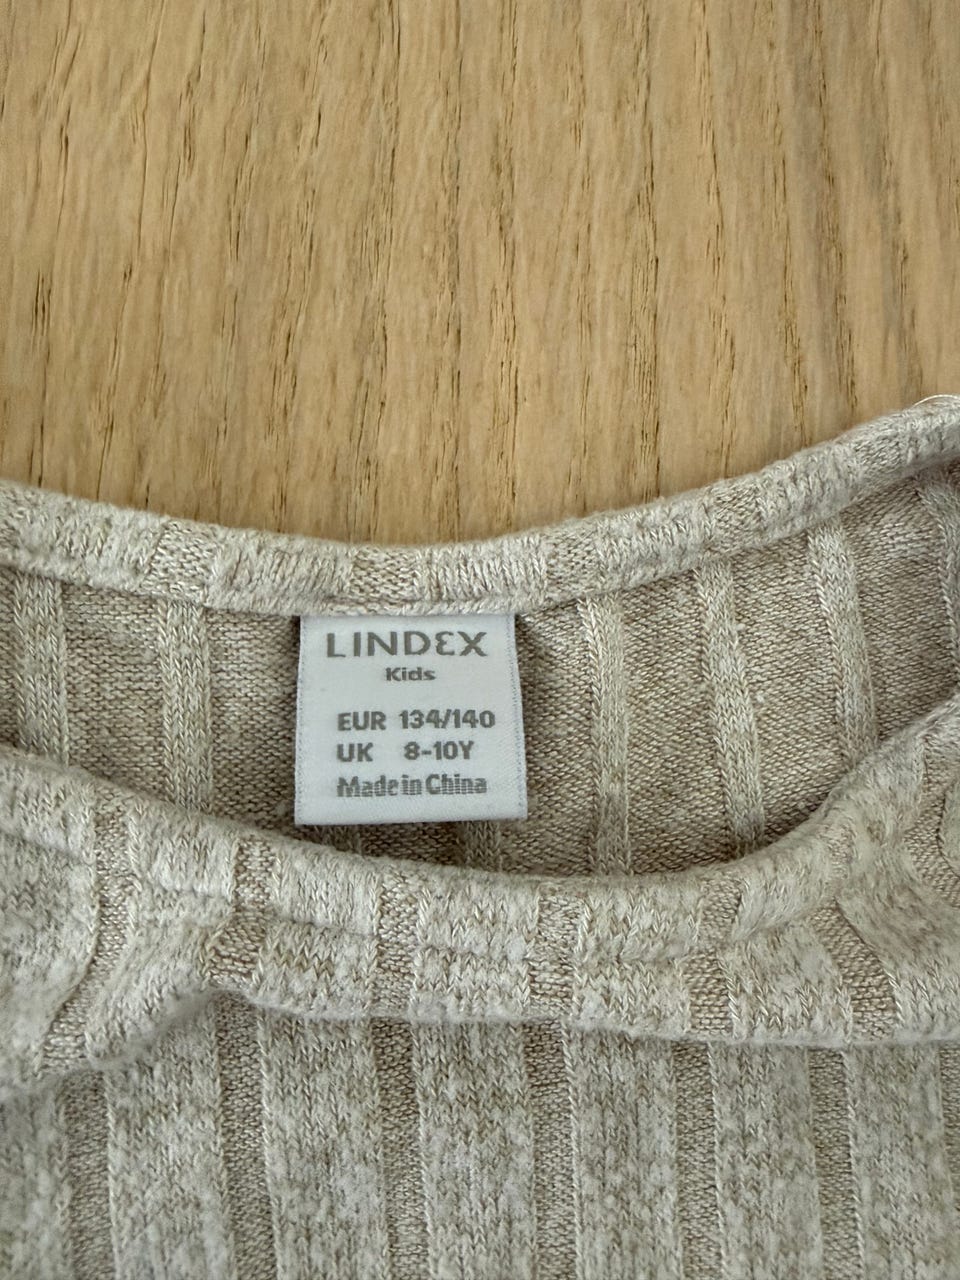 LINDEX
Kids
EUR 134/140
UK 8-10Y
Made in China